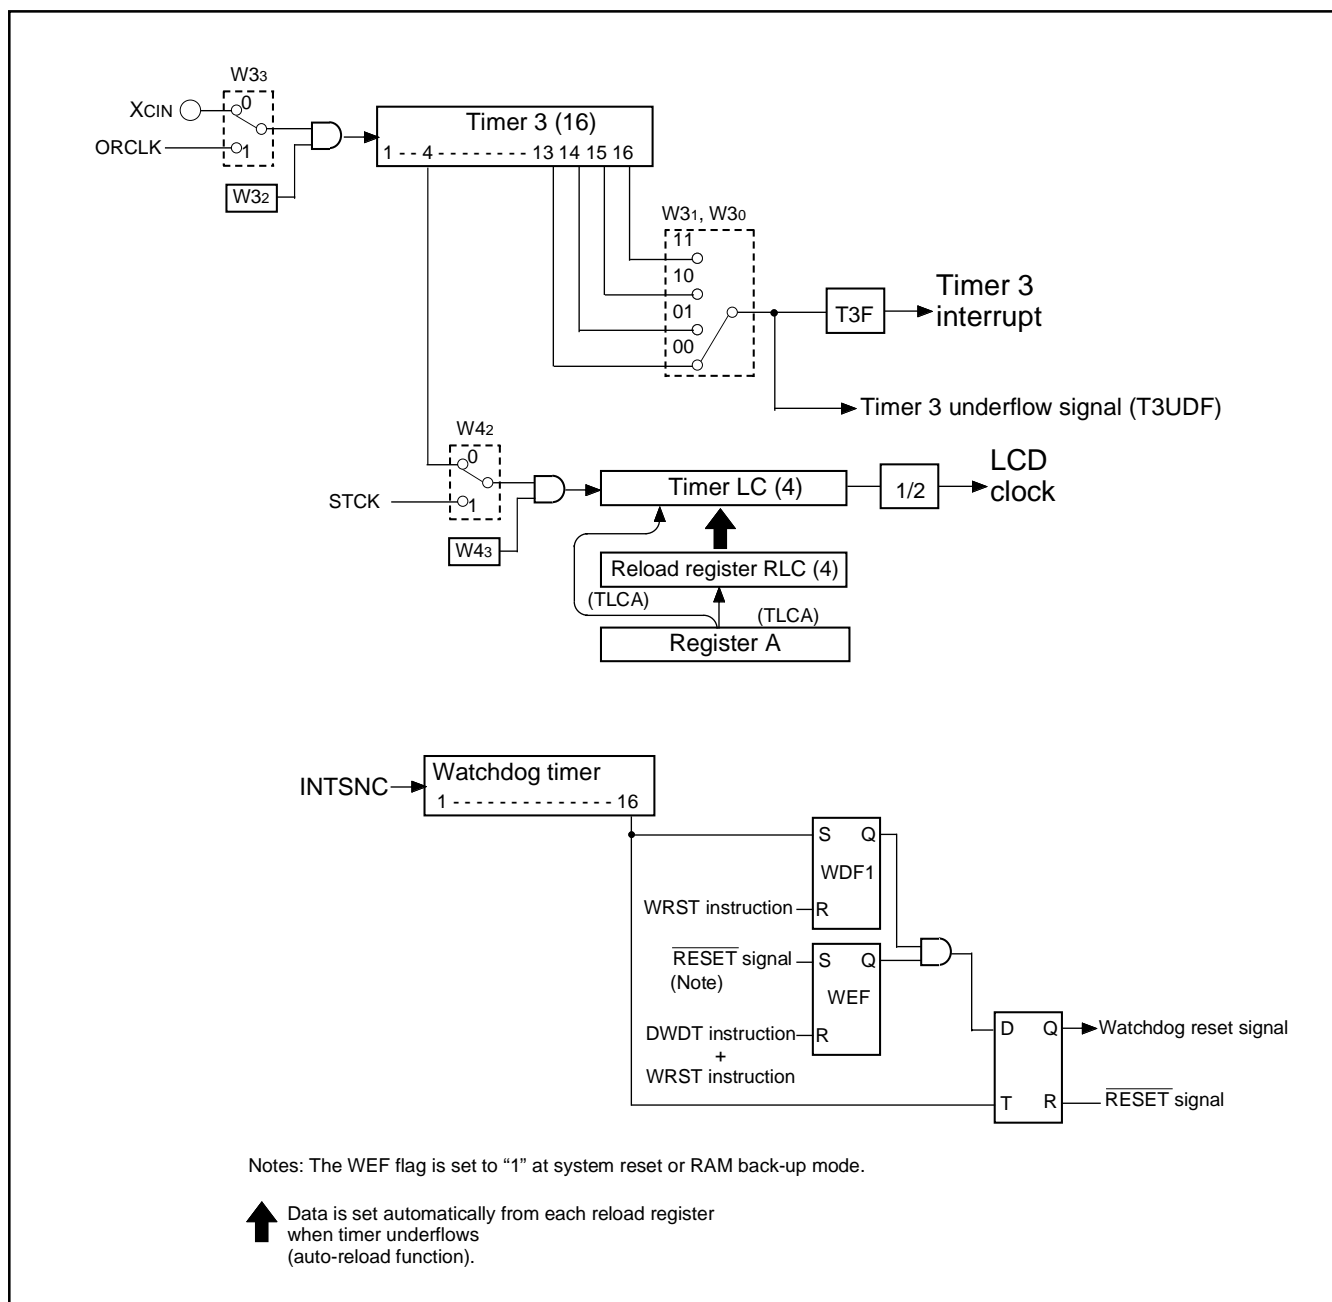 W33
0
XCIN
ORCLK
1
W32
Timer 3 (16)
1 - - 4 - - - - - - - - - 13 14 15 16
W31, W30
11
10
01
00
T3F
Timer 3
interrupt
Timer 3 underflow signal (T3UDF)
W42
0
STCK
1
W43
Timer LC (4)
1/2
LCD
clock
Reload register RLC (4)
(TLCA)
(TLCA)
Register A
INTSNC
Watchdog timer
1 - - - - - - - - - - - - - - - 16
S Q
WDF1
WRST instruction
R
RESET signal
(Note)
S Q
WEF
DWDT instruction
+
WRST instruction
R
D Q
Watchdog reset signal
T R
RESET signal
Notes: The WEF flag is set to “1” at system reset or RAM back-up mode.
Data is set automatically from each reload register
when timer underflows
(auto-reload function).